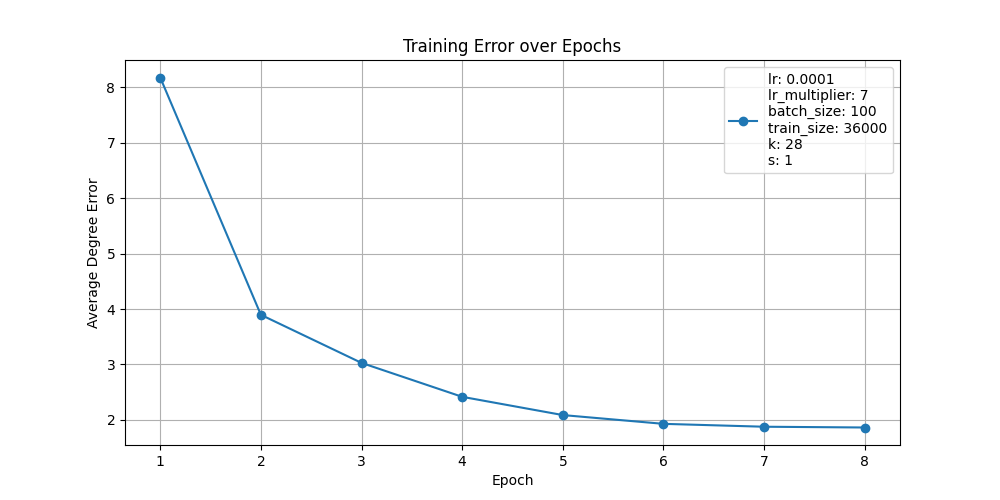 Training Error over Epochs
lr: 0.0001
lr_multiplier: 7
batch_size: 100
train_size: 36000
k: 28
s: 1
Average Degree Error
8
7
6
5
4
3
2
1 2 3 4 5 6 7 8
Epoch